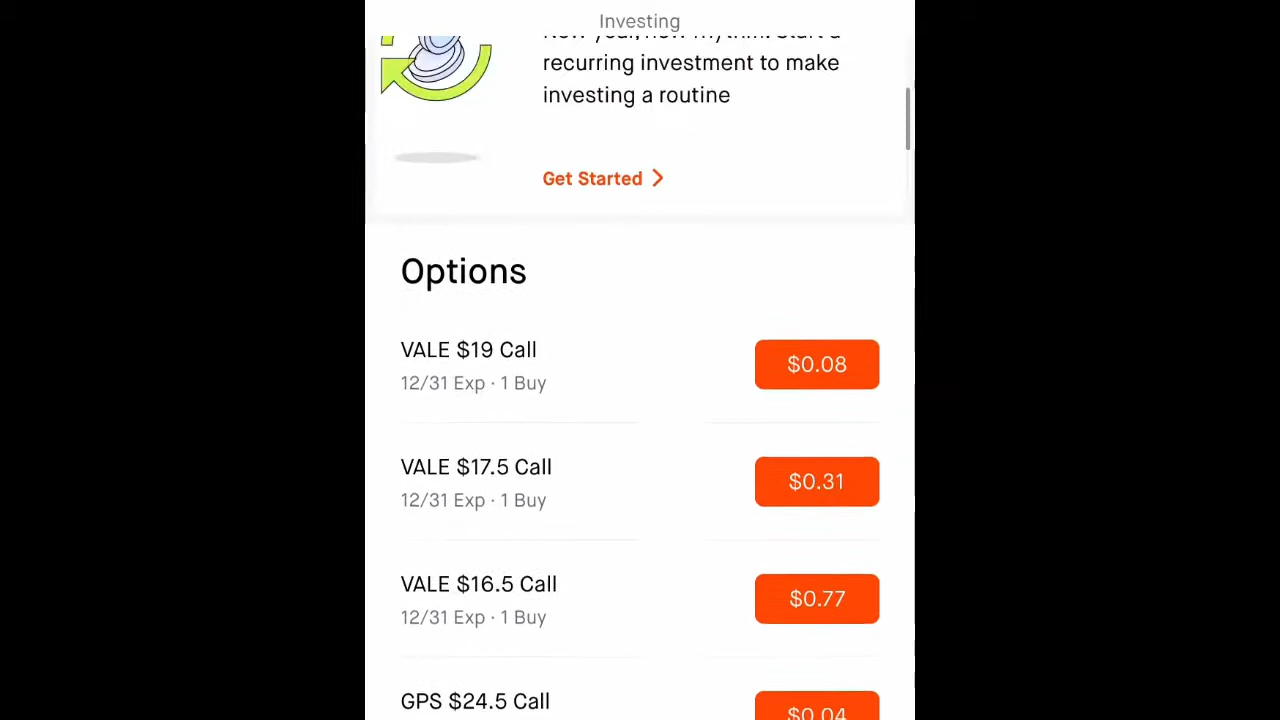 Investing
recurring investment to make
investing a routine
Get Started
Options
VALE $19 Call
$0.08
12/31 Exp · 1 Buy
VALE $17.5 Call
$0.31
12/31 Exp · 1 Buy
VALE $16.5 Call
$0.77
12/31 Exp · 1 Buy
GPS $24.5 Call
$0.04